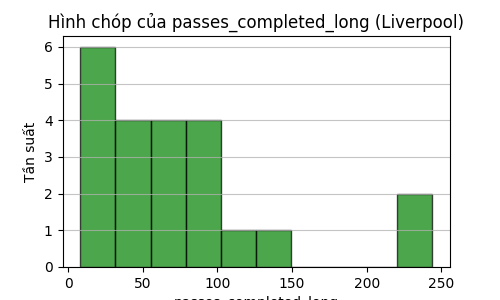 Hình chóp của passes_completed_long (Liverpool)
Tần suất
6
5
4
3
2
1
0
0 50 100 150 200 250
passes_completed_long